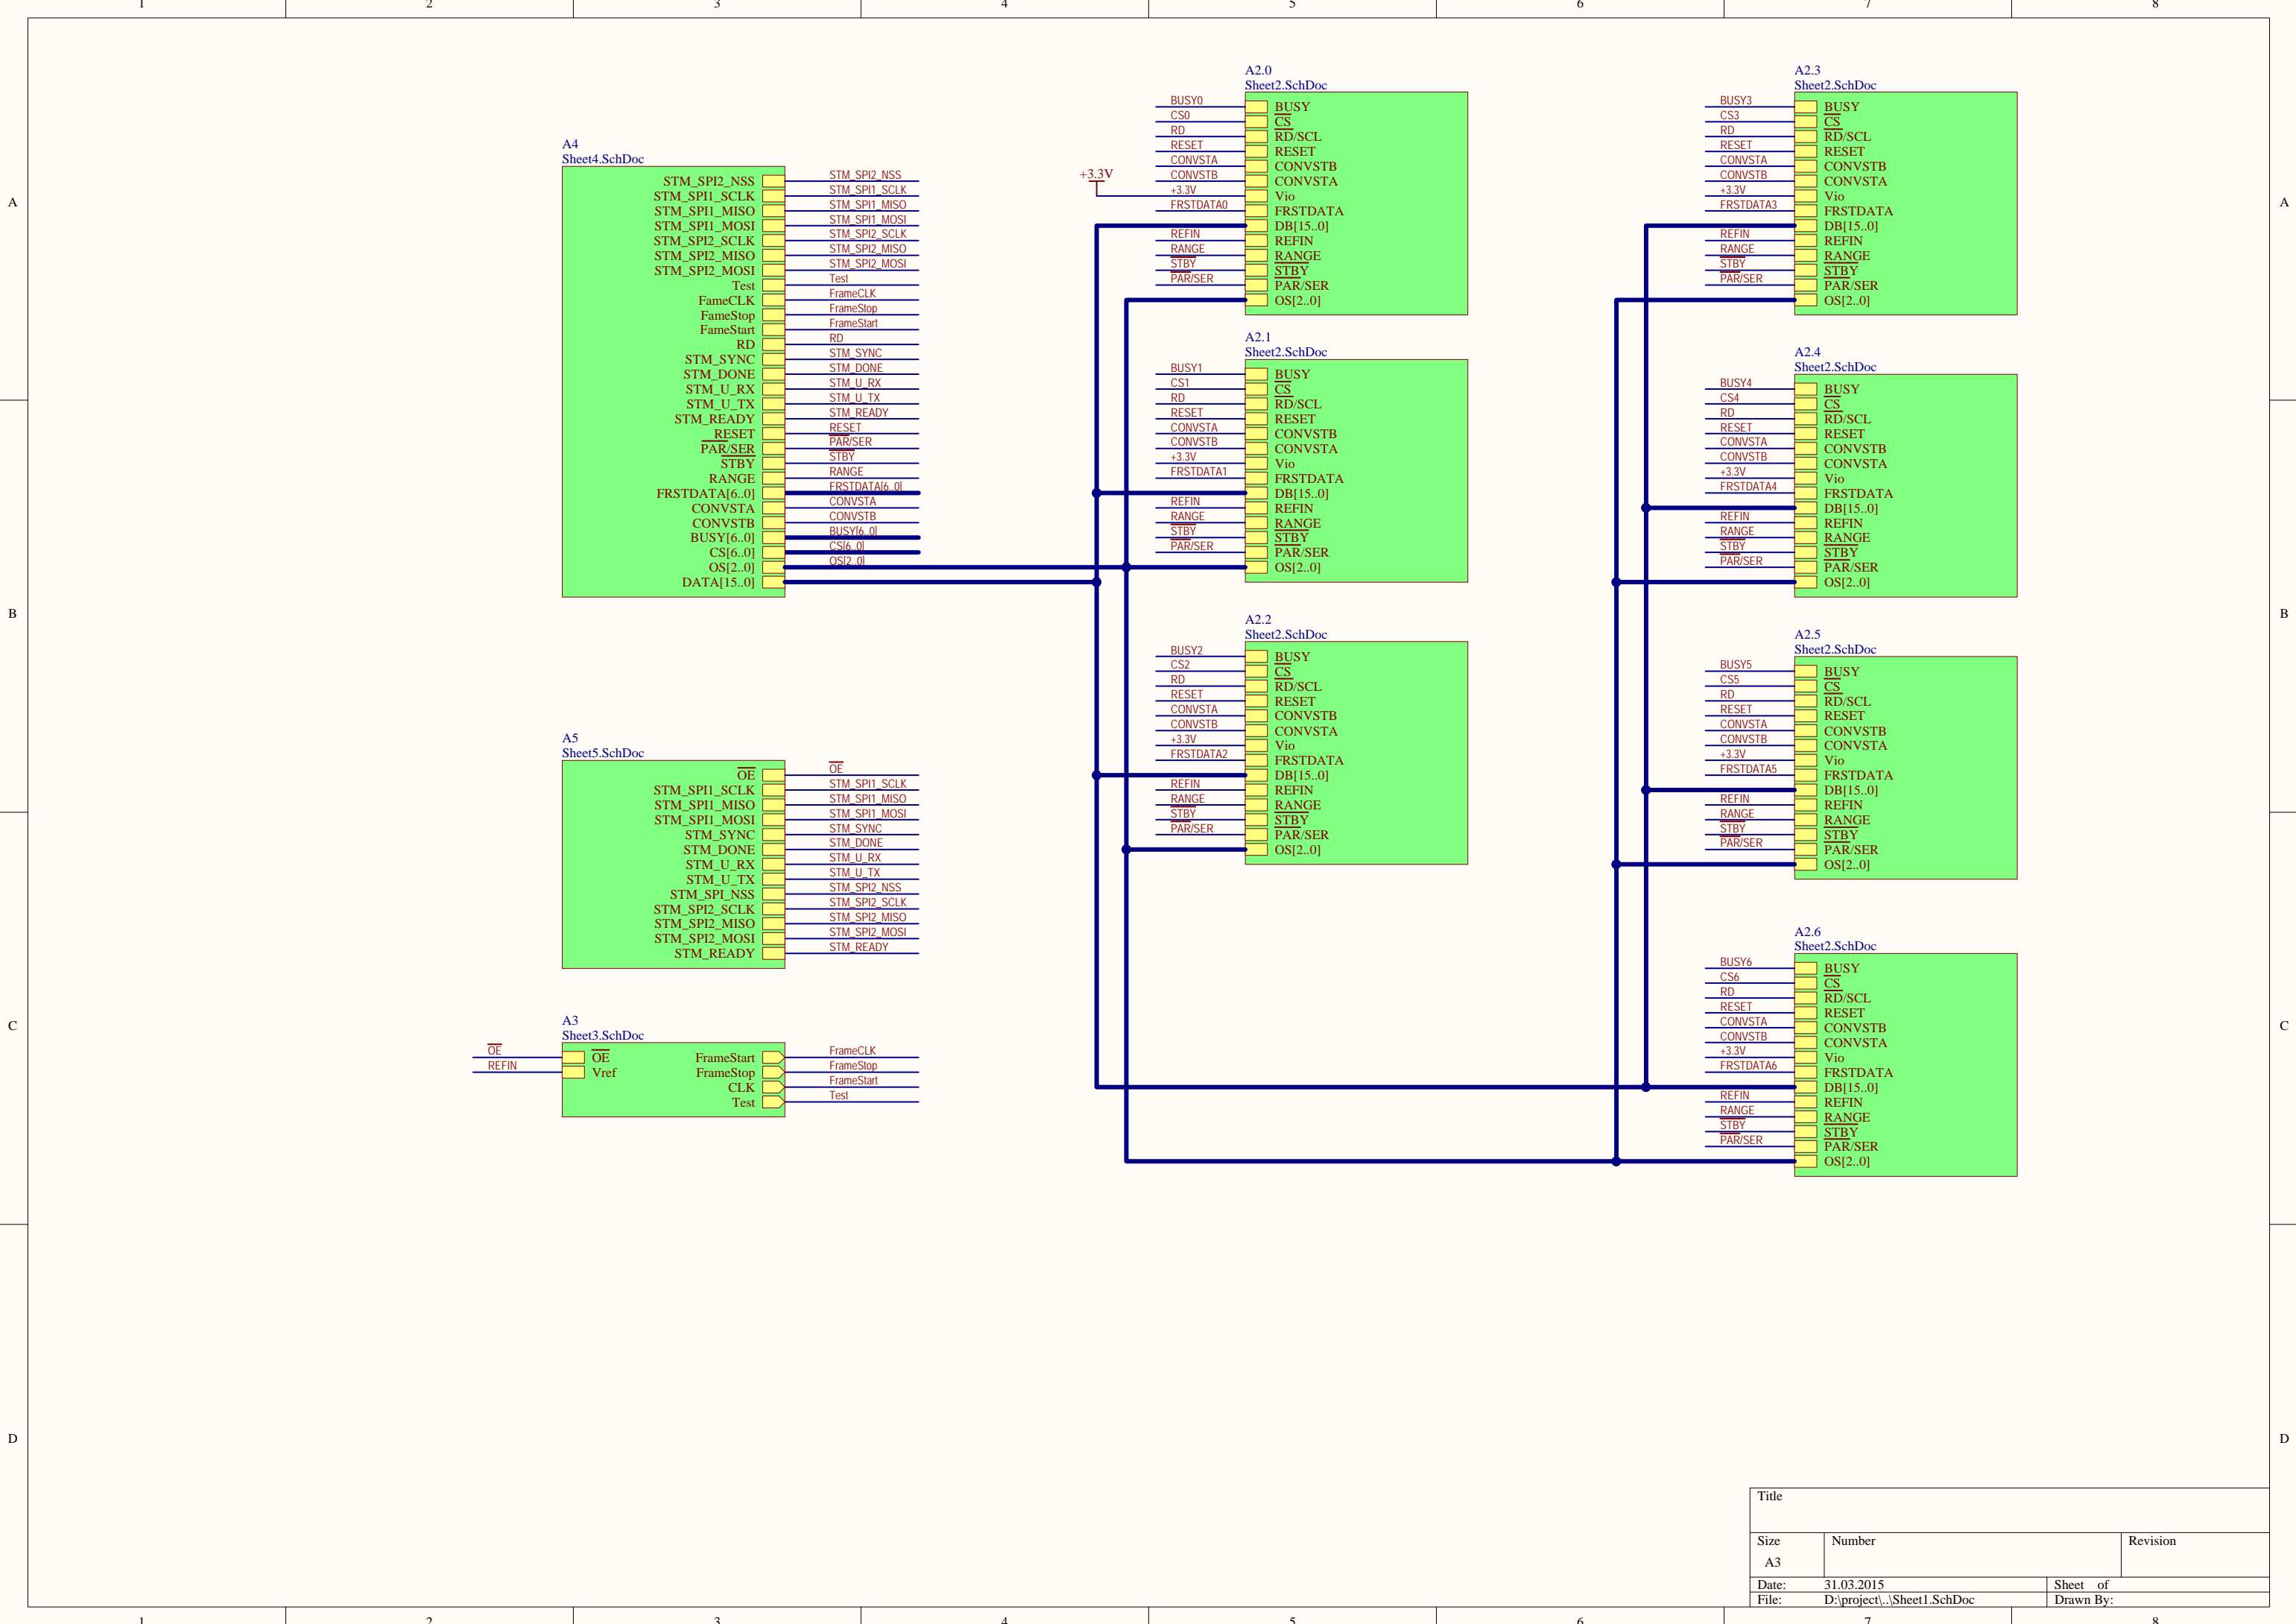 1 2 3 4 5 6 7 8
A A
B B
C C
D D
A4
Sheet4.SchDoc
STM_SPI2_NSS STM_SPI2_NSS
STM_SPI1_SCLK STM_SPI1_SCLK
STM_SPI1_MISO STM_SPI1_MISO
STM_SPI1_MOSI STM_SPI1_MOSI
STM_SPI2_SCLK STM_SPI2_SCLK
STM_SPI2_MISO STM_SPI2_MISO
STM_SPI2_MOSI STM_SPI2_MOSI
Test Test
FameCLK FrameCLK
FameStop FrameStop
FameStart FrameStart
RD RD
STM_SYNC STM_SYNC
STM_DONE STM_DONE
STM_U_RX STM_U_RX
STM_U_TX STM_U_TX
STM_READY STM_READY
RESET RESET
PAR/SER PAR/SER
STBY STBY
RANGE RANGE
FRSTDATA[6..0] FRSTDATA[6..0]
CONVSTA CONVSTA
CONVSTB CONVSTB
BUSY[6..0] BUSY[6..0]
CS[6..0] CS[6..0]
OS[2..0] OS[2..0]
DATA[15..0]
A5
Sheet5.SchDoc
OE OE
STM_SPI1_SCLK STM_SPI1_SCLK
STM_SPI1_MISO STM_SPI1_MISO
STM_SPI1_MOSI STM_SPI1_MOSI
STM_SYNC STM_SYNC
STM_DONE STM_DONE
STM_U_RX STM_U_RX
STM_U_TX STM_U_TX
STM_SPI_NSS STM_SPI2_NSS
STM_SPI2_SCLK STM_SPI2_SCLK
STM_SPI2_MISO STM_SPI2_MISO
STM_SPI2_MOSI STM_SPI2_MOSI
STM_READY STM_READY
A3
Sheet3.SchDoc
OE OE FrameStart FrameCLK
REFIN Vref FrameStop FrameStop
CLK FrameStart
Test Test
A2.0
Sheet2.SchDoc
BUSY0 BUSY
CS0 CS
RD RD/SCL
RESET RESET
CONVSTA CONVSTB
CONVSTB CONVSTA
+3.3V +3.3V Vio
FRSTDATA0 FRSTDATA
DB[15..0]
REFIN REFIN
RANGE RANGE
STBY STBY
PAR/SER PAR/SER
OS[2..0]
A2.1
Sheet2.SchDoc
BUSY1 BUSY
CS1 CS
RD RD/SCL
RESET RESET
CONVSTA CONVSTB
CONVSTB CONVSTA
+3.3V Vio
FRSTDATA1 FRSTDATA
DB[15..0]
REFIN REFIN
RANGE RANGE
STBY STBY
PAR/SER PAR/SER
OS[2..0]
A2.2
Sheet2.SchDoc
BUSY2 BUSY
CS2 CS
RD RD/SCL
RESET RESET
CONVSTA CONVSTB
CONVSTB CONVSTA
+3.3V Vio
FRSTDATA2 FRSTDATA
DB[15..0]
REFIN REFIN
RANGE RANGE
STBY STBY
PAR/SER PAR/SER
OS[2..0]
A2.3
Sheet2.SchDoc
BUSY3 BUSY
CS3 CS
RD RD/SCL
RESET RESET
CONVSTA CONVSTB
CONVSTB CONVSTA
+3.3V Vio
FRSTDATA3 FRSTDATA
DB[15..0]
REFIN REFIN
RANGE RANGE
STBY STBY
PAR/SER PAR/SER
OS[2..0]
A2.4
Sheet2.SchDoc
BUSY4 BUSY
CS4 CS
RD RD/SCL
RESET RESET
CONVSTA CONVSTB
CONVSTB CONVSTA
+3.3V Vio
FRSTDATA4 FRSTDATA
DB[15..0]
REFIN REFIN
RANGE RANGE
STBY STBY
PAR/SER PAR/SER
OS[2..0]
A2.5
Sheet2.SchDoc
BUSY5 BUSY
CS5 CS
RD RD/SCL
RESET RESET
CONVSTA CONVSTB
CONVSTB CONVSTA
+3.3V Vio
FRSTDATA5 FRSTDATA
DB[15..0]
REFIN REFIN
RANGE RANGE
STBY STBY
PAR/SER PAR/SER
OS[2..0]
A2.6
Sheet2.SchDoc
BUSY6 BUSY
CS6 CS
RD RD/SCL
RESET RESET
CONVSTA CONVSTB
CONVSTB CONVSTA
+3.3V Vio
FRSTDATA6 FRSTDATA
DB[15..0]
REFIN REFIN
RANGE RANGE
STBY STBY
PAR/SER PAR/SER
OS[2..0]
Title
Size Number Revision
A3
Date: 31.03.2015 Sheet of
File: D:\project\..\Sheet1.SchDoc Drawn By:
1 2 3 4 5 6 7 8